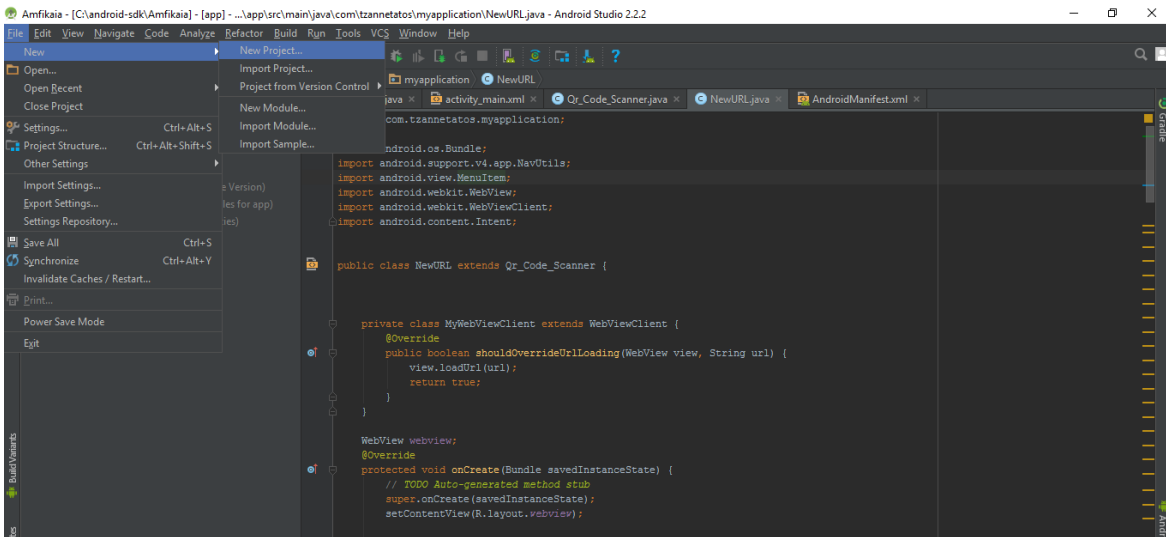 Amfikaia - [C:\android-sdk\Amfikaia] - [app] - ...\app\src\main\java\com\tzannetatos\myapplication\NewURL.java - Android Studio 2.2.2
File Edit View Navigate Code Analyze Refactor Build Run Tools VCS Window Help
New
Open...
Open Recent
Close Project
Settings... Ctrl+Alt+S
Project Structure... Ctrl+Alt+Shift+S
Other Settings
Import Settings...
Export Settings...
Settings Repository...
Save All Ctrl+S
Synchronize Ctrl+Alt+Y
Invalidate Caches / Restart...
Print...
Power Save Mode
Exit
New Project...
Import Project...
Project from Version Control
New Module...
Import Module...
Import Sample...
e Version)
les for app)
ies)
myapplication NewURL
java activity_main.xml Qr_Code_Scanner.java NewURL.java AndroidManifest.xml
com.tzannetatos.myapplication;
ndroid.os.Bundle;
import android.support.v4.app.NavUtils;
import android.view.MenuItem;
import android.webkit.WebView;
import android.webkit.WebViewClient;
import android.content.Intent;
public class NewURL extends Qr_Code_Scanner {
private class MyWebViewClient extends WebViewClient {
@Override
public boolean shouldOverrideUrlLoading(WebView view, String url) {
view.loadUrl(url);
return true;
}
}
WebView webview;
@Override
protected void onCreate(Bundle savedInstanceState) {
// TODO Auto-generated method stub
super.onCreate(savedInstanceState);
setContentView(R.layout.webview);
Build Variants
Gradle